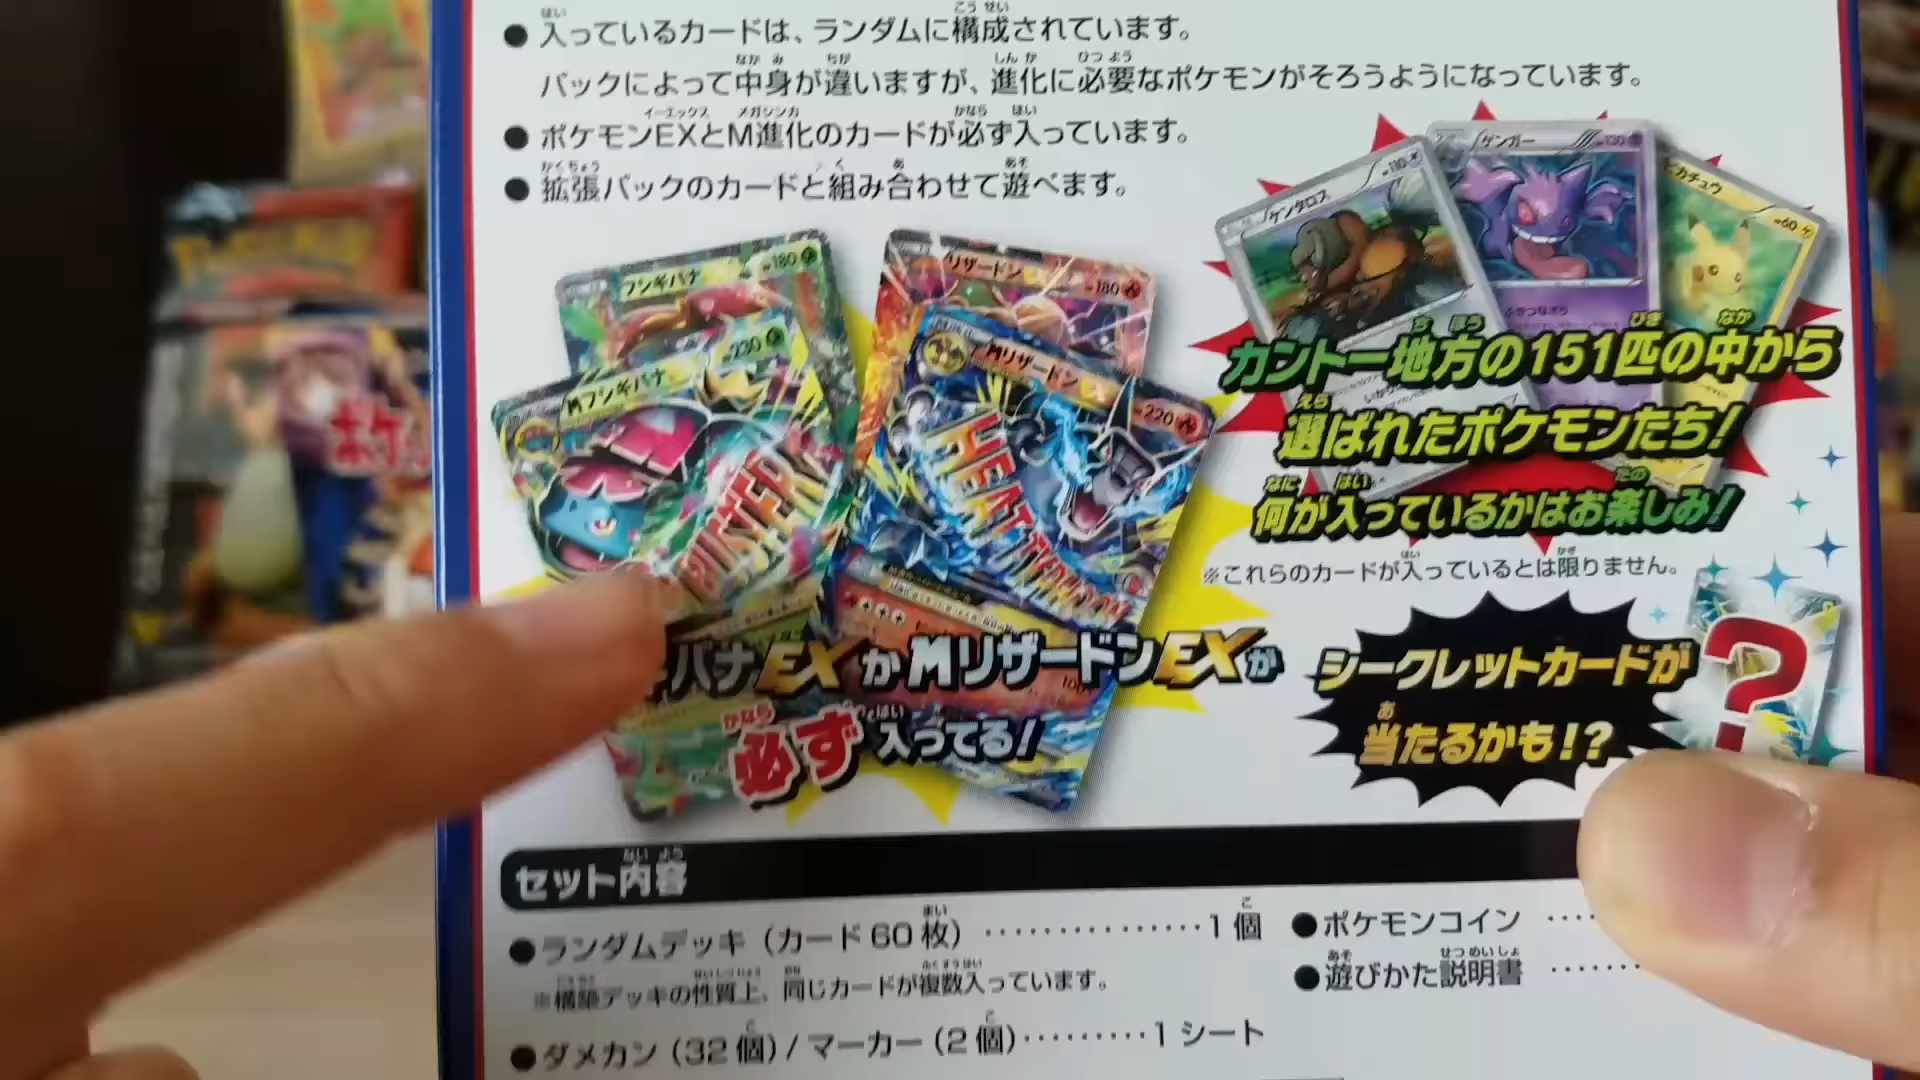 ● 入っているカードは、ランダムに構成されています。
パックによって中身が違いますが、進化に必要なポケモンがそろうようになっています。
● ポケモンEXとM進化のカードが必ず入っています。
● 拡張パックのカードと組み合わせて遊べます。
フシギバナ
180
Mフシギバナ
230
リザードン
180
Mリザードン
220
HEAT TYPHOON
ケンタロス
ゲンガー
130
ピカチュウ
60
カントー地方の151匹の中から
選ばれたポケモンたち!
何が入っているかはお楽しみ!
※これらのカードが入っているとは限りません。
バナEXかMリザードンEXが
必ず入ってる!
シークレットカードが
当たるかも!?
?
セット内容
● ランダムデッキ (カード60枚) ················1個
※構築デッキの性質上、同じカードが複数入っています。
● ダメカン (32個) / マーカー (2個)·········1シート
● ポケモンコイン ····
● 遊びかた説明書 ·······
ポケ